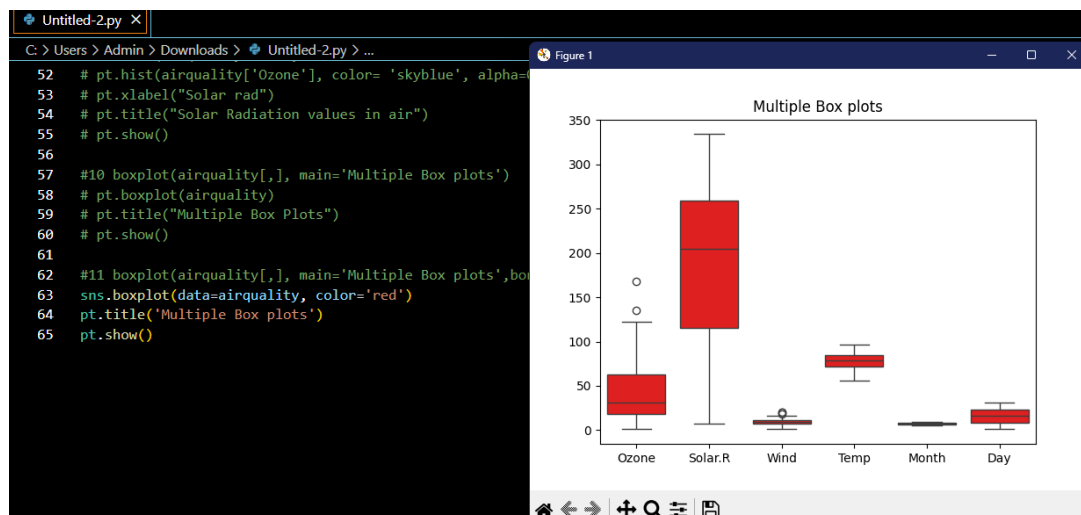 Untitled-2.py
C: > Users > Admin > Downloads > Untitled-2.py > ...
52 # pt.hist(airquality['Ozone'], color= 'skyblue', alpha=
53 # pt.xlabel("Solar rad")
54 # pt.title("Solar Radiation values in air")
55 # pt.show()
56
57 #10 boxplot(airquality[,], main='Multiple Box plots')
58 # pt.boxplot(airquality)
59 # pt.title("Multiple Box Plots")
60 # pt.show()
61
62 #11 boxplot(airquality[,], main='Multiple Box plots',bor
63 sns.boxplot(data=airquality, color='red')
64 pt.title('Multiple Box plots')
65 pt.show()
Figure 1
Multiple Box plots
350
300
250
200
150
100
50
0
Ozone Solar.R Wind Temp Month Day